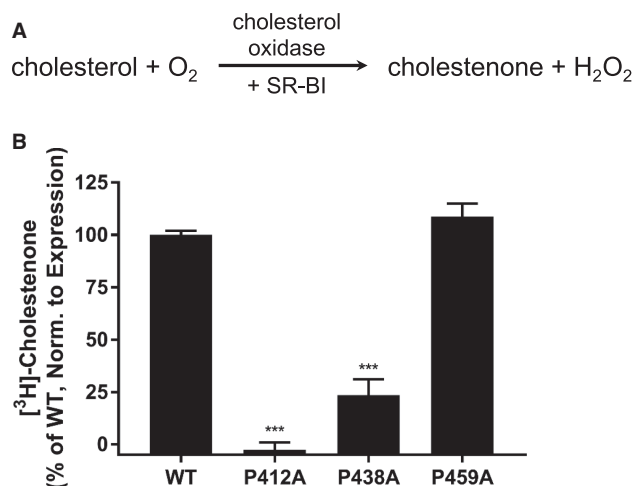 A
cholesterol + O₂
cholesterol
oxidase
+ SR-BI
cholestenone + H₂O₂
B
[³H]-Cholestenone
(% of WT, Norm. to Expression)
125
100
75
50
25
0
***
***
WT P412A P438A P459A